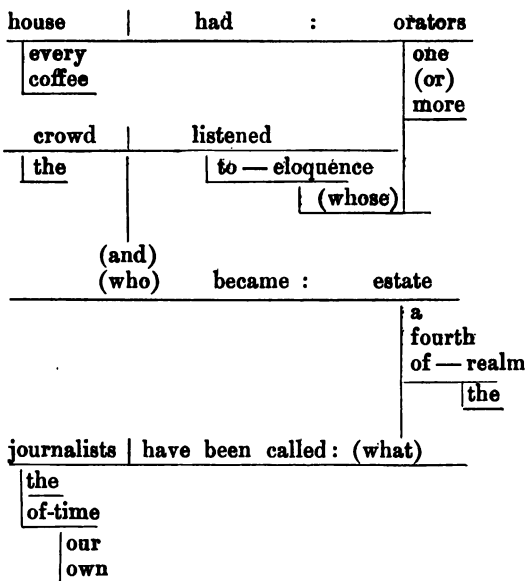 house | had : orators
every one
coffee (or)
more
crowd | listened
the to — eloquence
(whose)
(and)
(who) became : estate
a
fourth
of — realm
the
journalists | have been called : (what)
the
of-time
our
own